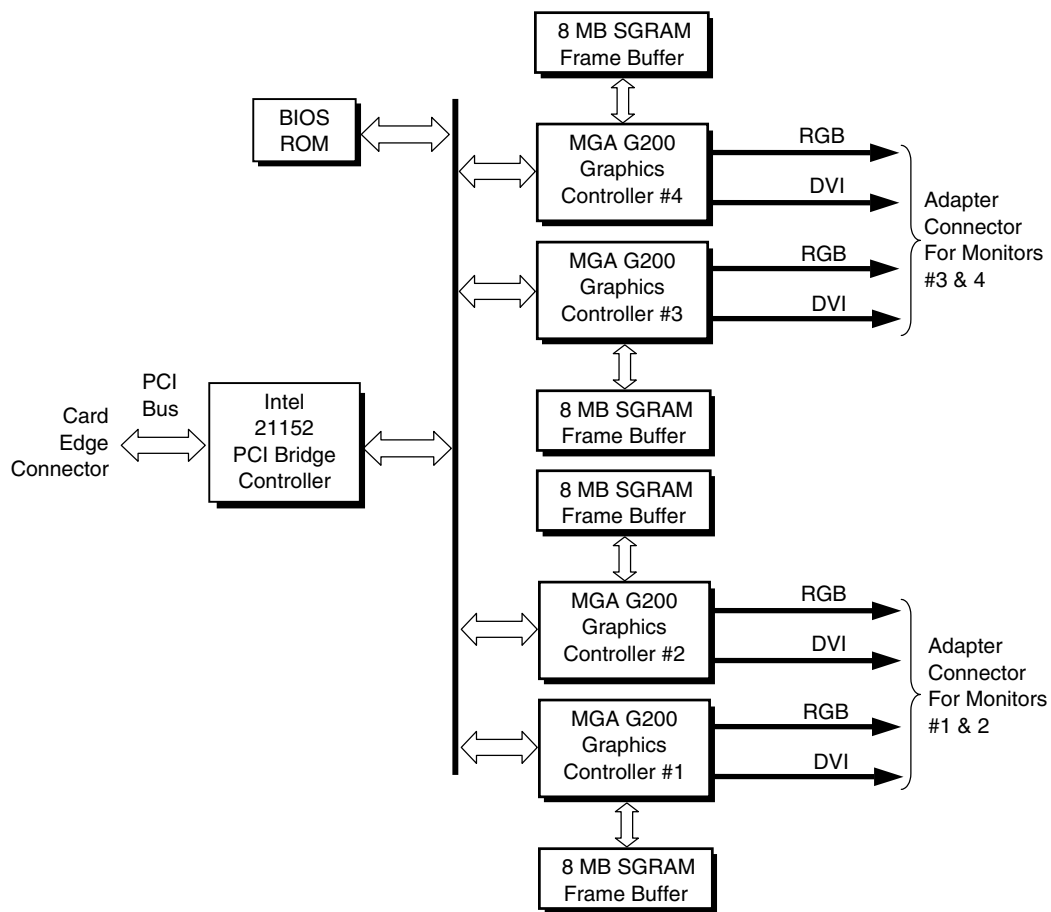 8 MB SGRAM
Frame Buffer
BIOS
ROM
MGA G200
Graphics
Controller #4
RGB
DVI
Adapter
Connector
For Monitors
#3 & 4
MGA G200
Graphics
Controller #3
RGB
DVI
8 MB SGRAM
Frame Buffer
PCI
Bus
Card
Edge
Connector
Intel
21152
PCI Bridge
Controller
8 MB SGRAM
Frame Buffer
MGA G200
Graphics
Controller #2
RGB
DVI
Adapter
Connector
For Monitors
#1 & 2
MGA G200
Graphics
Controller #1
RGB
DVI
8 MB SGRAM
Frame Buffer